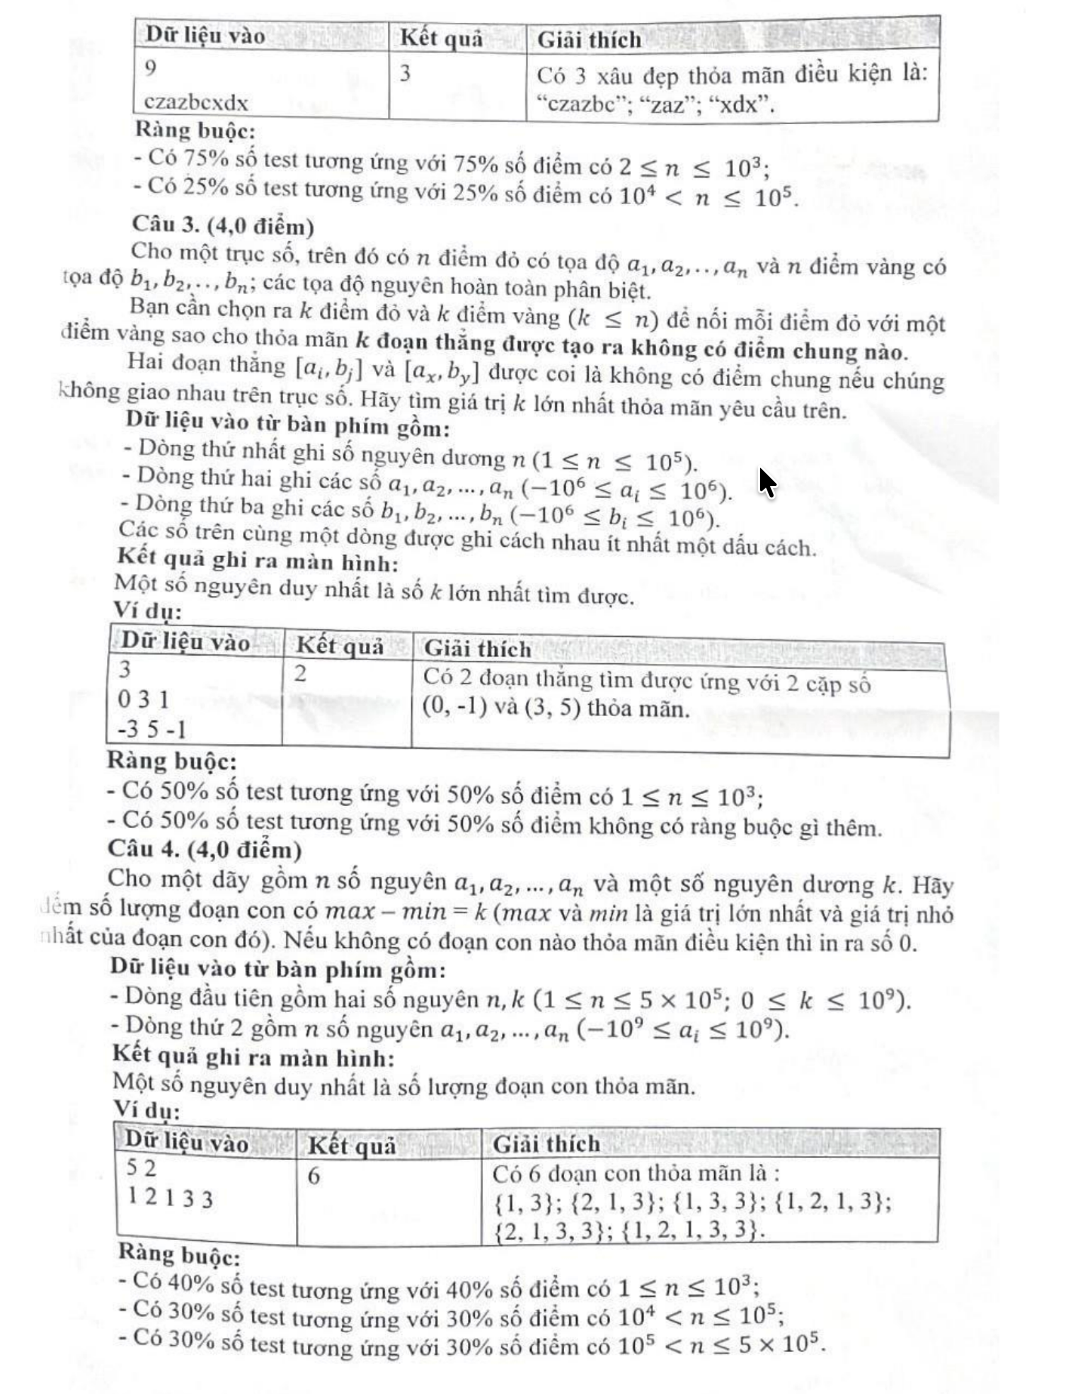 Dữ liệu vào Kết quả Giải thích
9 3 Có 3 xâu đẹp thỏa mãn điều kiện là:
czazbcxdx “czazbc”; “zaz”; “xdx”.
Ràng buộc:
- Có 75% số test tương ứng với 75% số điểm có 2 ≤ n ≤ 10³;
- Có 25% số test tương ứng với 25% số điểm có 10⁴ < n ≤ 10⁵.
Câu 3. (4,0 điểm)
Cho một trục số, trên đó có n điểm đỏ có tọa độ a₁, a₂, . . , aₙ và n điểm vàng có
tọa độ b₁, b₂, . . , bₙ; các tọa độ nguyên hoàn toàn phân biệt.
Bạn cần chọn ra k điểm đỏ và k điểm vàng (k ≤ n) để nối mỗi điểm đỏ với một
điểm vàng sao cho thỏa mãn k đoạn thẳng được tạo ra không có điểm chung nào.
Hai đoạn thẳng [aᵢ, bⱼ] và [aₓ, b_y] được coi là không có điểm chung nếu chúng
không giao nhau trên trục số. Hãy tìm giá trị k lớn nhất thỏa mãn yêu cầu trên.
Dữ liệu vào từ bàn phím gồm:
- Dòng thứ nhất ghi số nguyên dương n (1 ≤ n ≤ 10⁵).
- Dòng thứ hai ghi các số a₁, a₂, ..., aₙ (−10⁶ ≤ aᵢ ≤ 10⁶).
- Dòng thứ ba ghi các số b₁, b₂, ..., bₙ (−10⁶ ≤ bᵢ ≤ 10⁶).
Các số trên cùng một dòng được ghi cách nhau ít nhất một dấu cách.
Kết quả ghi ra màn hình:
Một số nguyên duy nhất là số k lớn nhất tìm được.
Ví dụ:
Dữ liệu vào Kết quả Giải thích
3 2 Có 2 đoạn thẳng tìm được ứng với 2 cặp số
0 3 1 (0, -1) và (3, 5) thỏa mãn.
-3 5 -1
Ràng buộc:
- Có 50% số test tương ứng với 50% số điểm có 1 ≤ n ≤ 10³;
- Có 50% số test tương ứng với 50% số điểm không có ràng buộc gì thêm.
Câu 4. (4,0 điểm)
Cho một dãy gồm n số nguyên a₁, a₂, ..., aₙ và một số nguyên dương k. Hãy
đếm số lượng đoạn con có max − min = k (max và min là giá trị lớn nhất và giá trị nhỏ
nhất của đoạn con đó). Nếu không có đoạn con nào thỏa mãn điều kiện thì in ra số 0.
Dữ liệu vào từ bàn phím gồm:
- Dòng đầu tiên gồm hai số nguyên n, k (1 ≤ n ≤ 5 × 10⁵; 0 ≤ k ≤ 10⁹).
- Dòng thứ 2 gồm n số nguyên a₁, a₂, ..., aₙ (−10⁹ ≤ aᵢ ≤ 10⁹).
Kết quả ghi ra màn hình:
Một số nguyên duy nhất là số lượng đoạn con thỏa mãn.
Ví dụ:
Dữ liệu vào Kết quả Giải thích
5 2 6 Có 6 đoạn con thỏa mãn là :
1 2 1 3 3 {1, 3}; {2, 1, 3}; {1, 3, 3}; {1, 2, 1, 3};
{2, 1, 3, 3}; {1, 2, 1, 3, 3}.
Ràng buộc:
- Có 40% số test tương ứng với 40% số điểm có 1 ≤ n ≤ 10³;
- Có 30% số test tương ứng với 30% số điểm có 10⁴ < n ≤ 10⁵;
- Có 30% số test tương ứng với 30% số điểm có 10⁵ < n ≤ 5 × 10⁵.